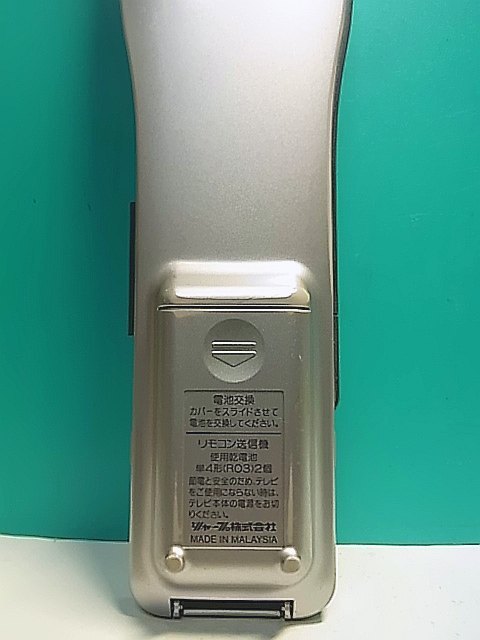 電池交換
カバーをスライドさせて
電池を交換してください。
リモコン送信機
使用乾電池
単4形(RO3)2個
節電と安全のため、テレビ
をご使用にならない時は、
テレビ本体の電源をお切
りください。
シャープ株式会社
MADE IN MALAYSIA